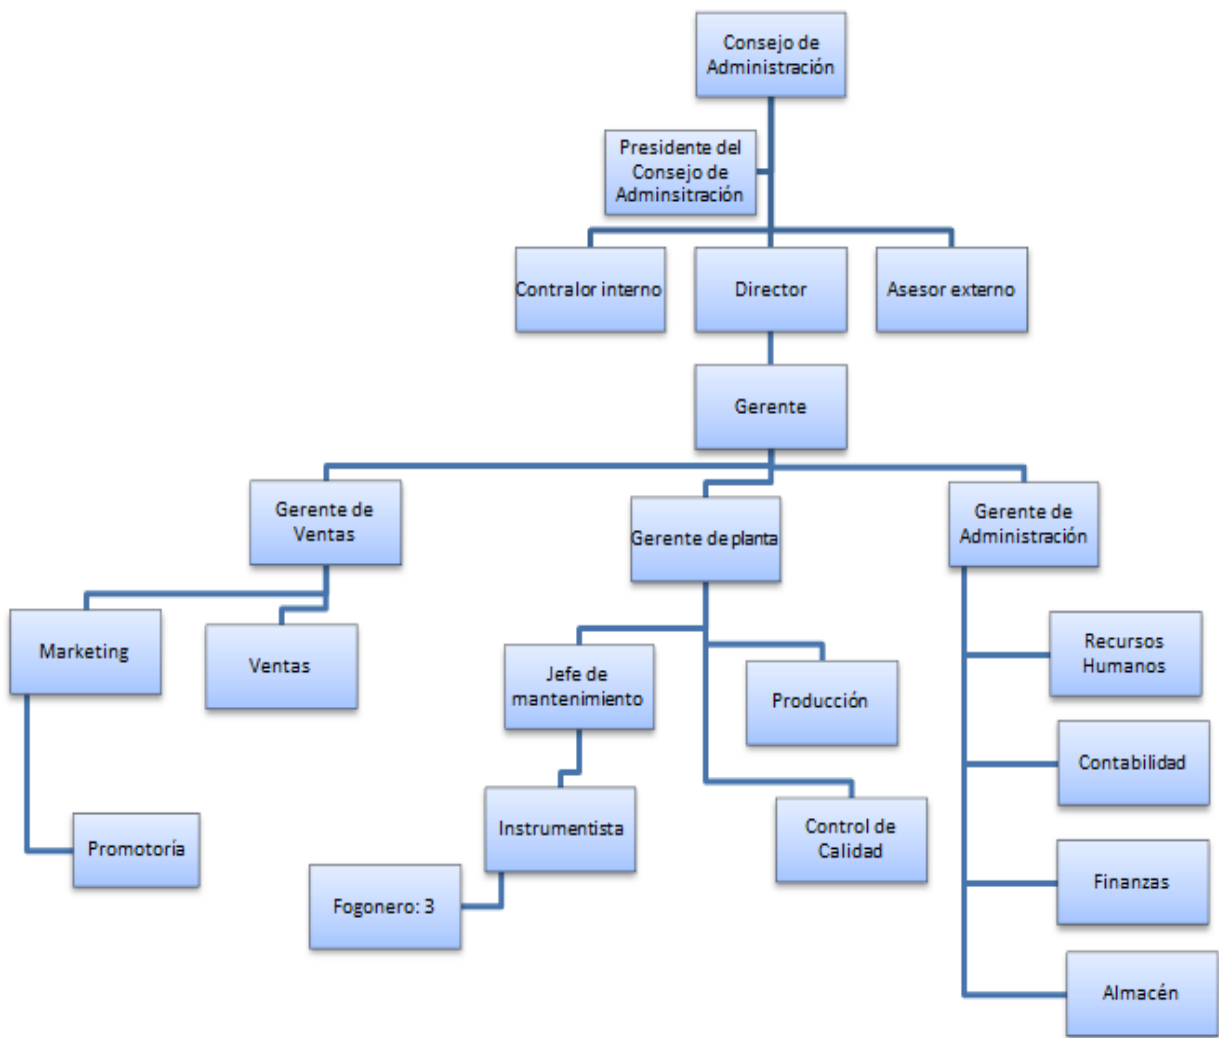 Consejo de
Administración
Presidente del
Consejo de
Adminsitración
Contralor interno
Director
Asesor externo
Gerente
Gerente de
Ventas
Gerente de planta
Gerente de
Administración
Marketing
Ventas
Jefe de
mantenimiento
Producción
Recursos
Humanos
Contabilidad
Promotoría
Instrumentista
Control de
Calidad
Fogonero: 3
Finanzas
Almacén